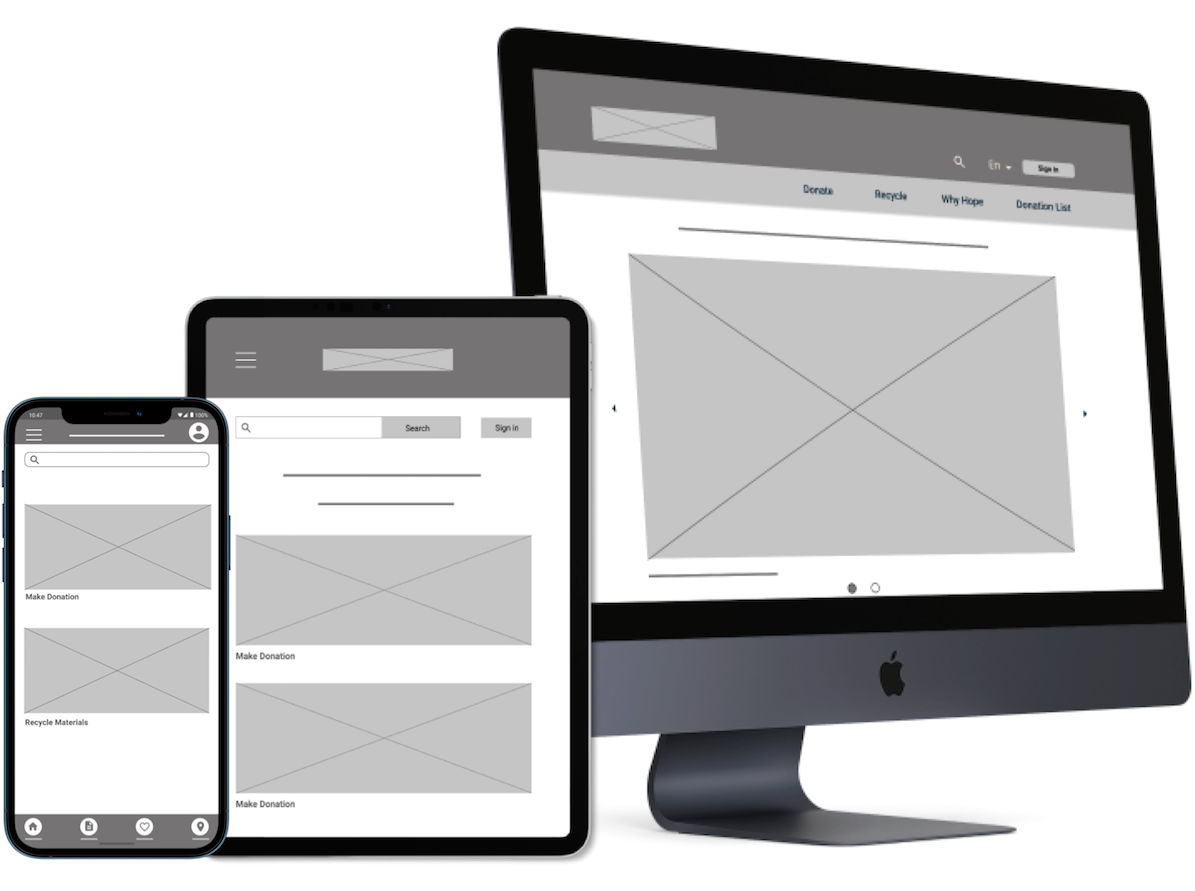 En
Sign In
Donate Recycle Why Hope Donation List
Search Sign in
Make Donation
Make Donation
10:47 100%
Make Donation
Recycle Materials